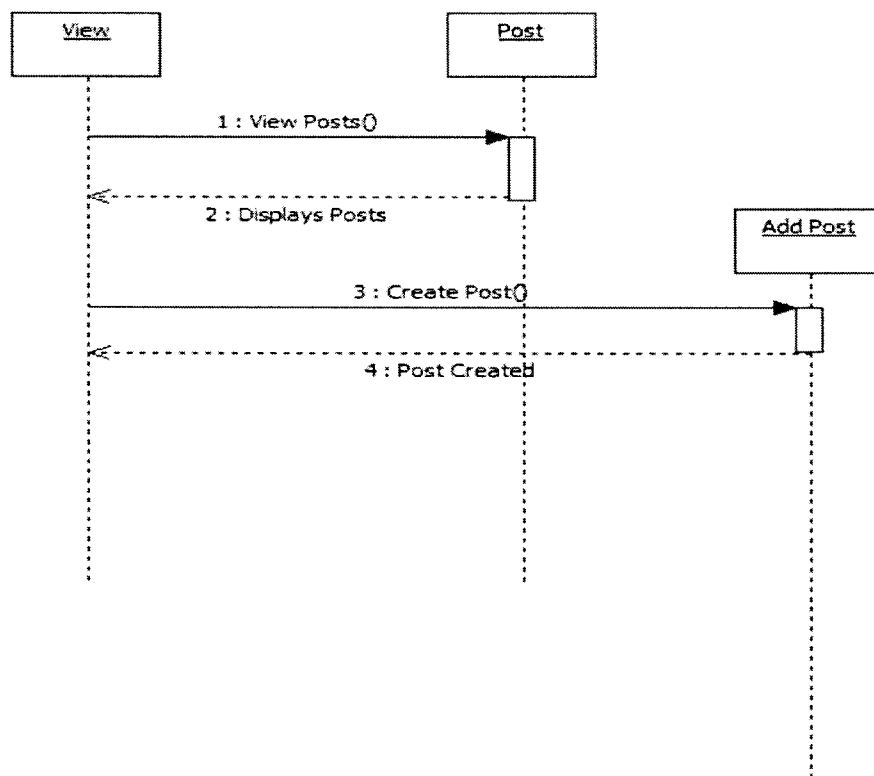 View
Post
1 : View Posts()
2 : Displays Posts
Add Post
3 : Create Post()
4 : Post Created